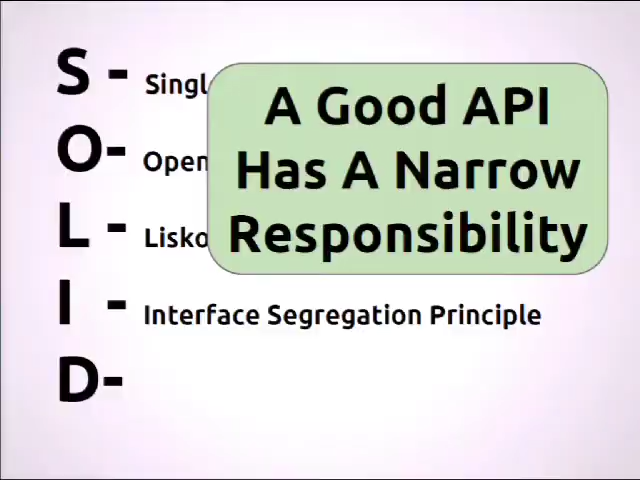 S - Singl
O- Open
L - Lisko
I - Interface Segregation Principle
D-
A Good API
Has A Narrow
Responsibility